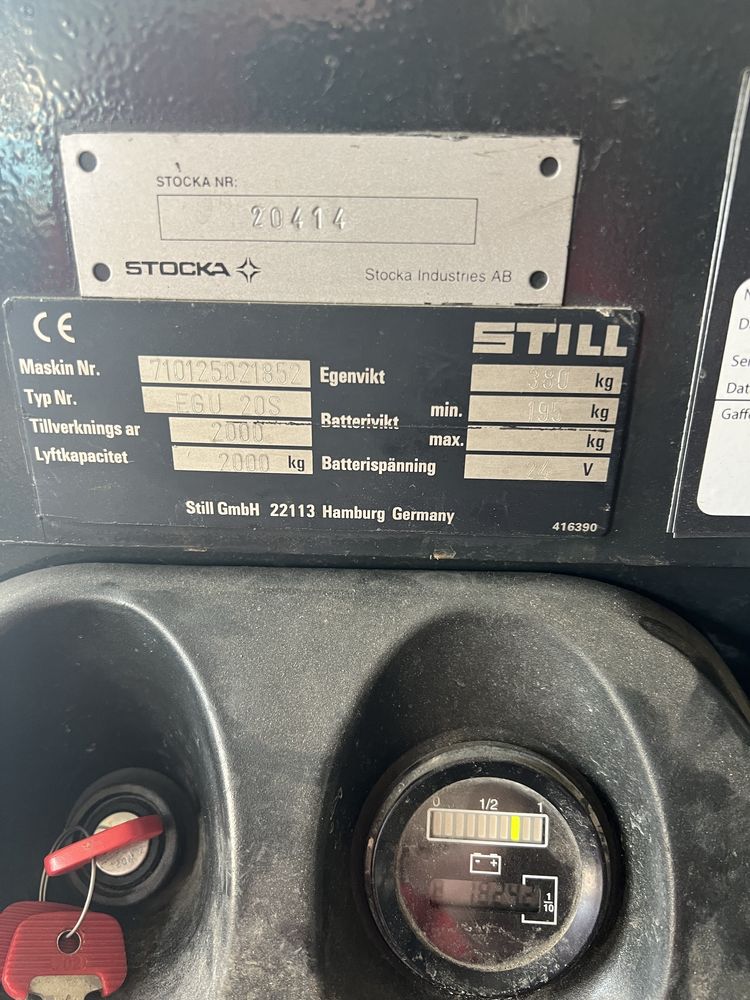 STOCKA NR:
20414
STOCKA
Stocka Industries AB
CE
STILL
Maskin Nr. 710125021852
Egenvikt 380 kg
Typ Nr. EGU 20S
Batterivikt min. 195 kg
Tillverknings ar 2000
max. kg
Lyftkapacitet 2000 kg
Batterispänning 24 V
Still GmbH 22113 Hamburg Germany
416390
0 1/2 1
- +
1/10